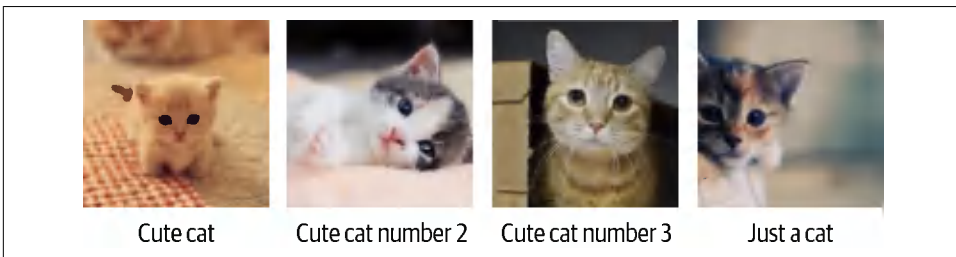 Cute cat
Cute cat number 2
Cute cat number 3
Just a cat